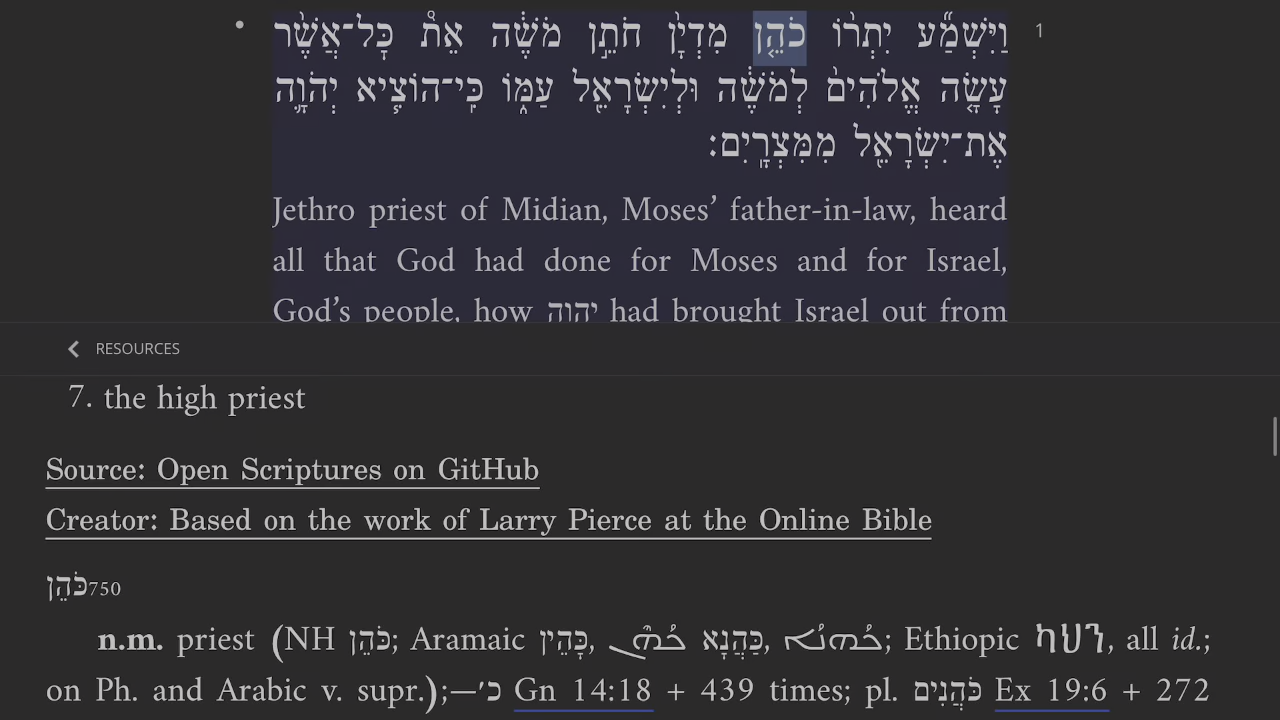 וַיִּשְׁמַ֞ע יִתְר֨וֹ כֹהֵ֤ן מִדְיָן֙ חֹתֵ֣ן מֹשֶׁ֔ה אֵת֩ כָּל־אֲשֶׁ֨ר 1
עָשָׂ֤ה אֱלֹהִים֙ לְמֹשֶׁ֔ה וּלְיִשְׂרָאֵ֖ל עַמּ֑וֹ כִּֽי־הוֹצִ֧יא יְהֹוָ֛ה
אֶת־יִשְׂרָאֵ֖ל מִמִּצְרָֽיִם׃
Jethro priest of Midian, Moses’ father-in-law, heard
all that God had done for Moses and for Israel,
God’s people, how יהוה had brought Israel out from
RESOURCES
7. the high priest
Source: Open Scriptures on GitHub
Creator: Based on the work of Larry Pierce at the Online Bible
כֹּהֵן750
n.m. priest (NH כֹּהֵן; Aramaic כָּהֵין, כַּהֲנָא; Ethiopic, all id.;
on Ph. and Arabic v. supr.);—כ׳ Gn 14:18 + 439 times; pl. כֹּהֲנִים Ex 19:6 + 272